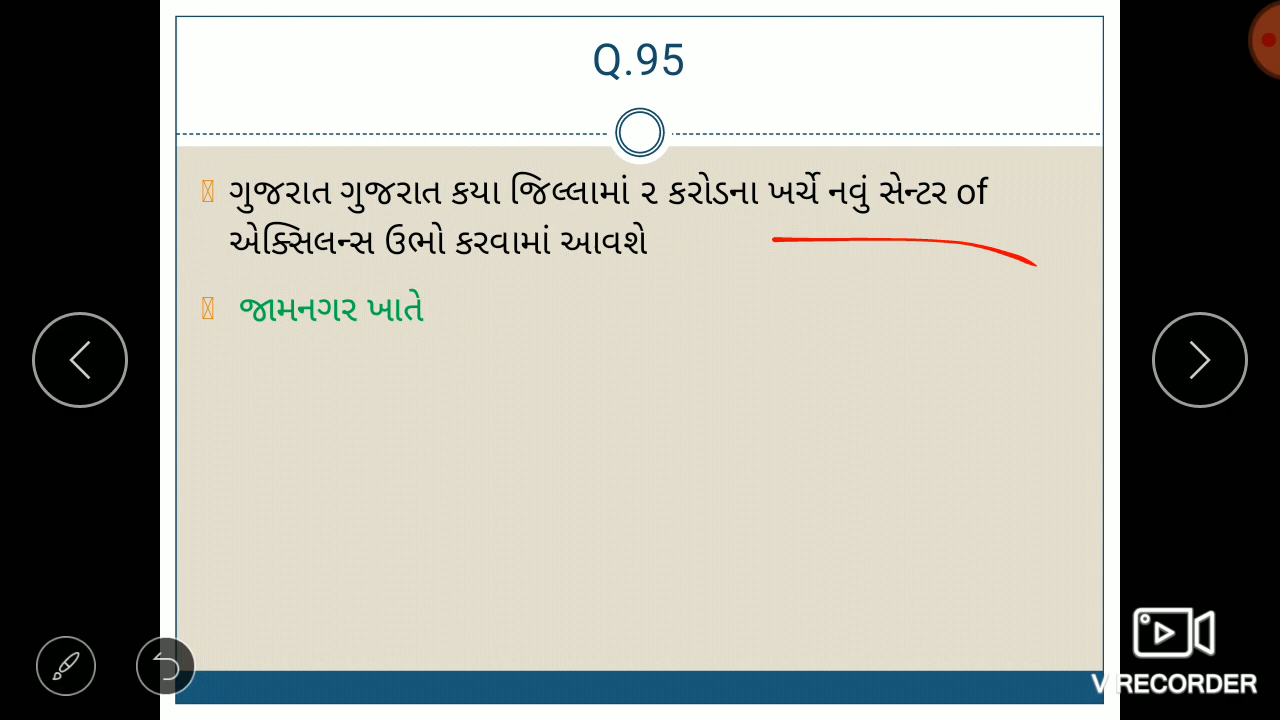 Q.95
ગુજરાત ગુજરાત કયા જિલ્લામાં ૨ કરોડના ખર્ચે નવું સેન્ટર of
એક્સિલન્સ ઉભો કરવામાં આવશે
જામનગર ખાતે
V RECORDER